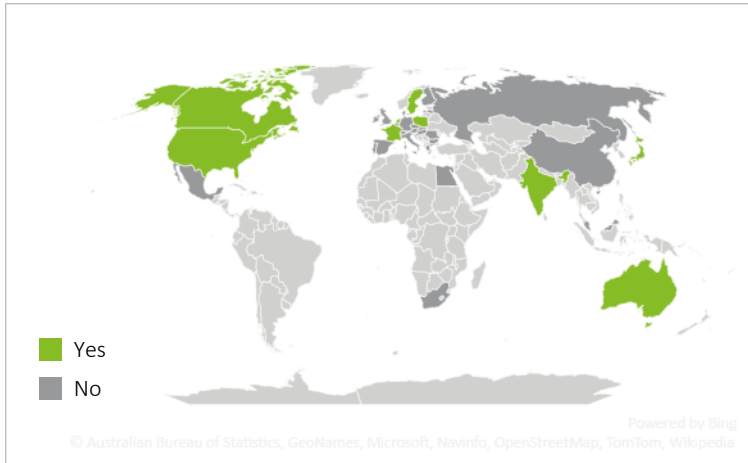 Yes
No
Powered by Bing
© Australian Bureau of Statistics, GeoNames, Microsoft, Navinfo, OpenStreetMap, TomTom, Wikipedia